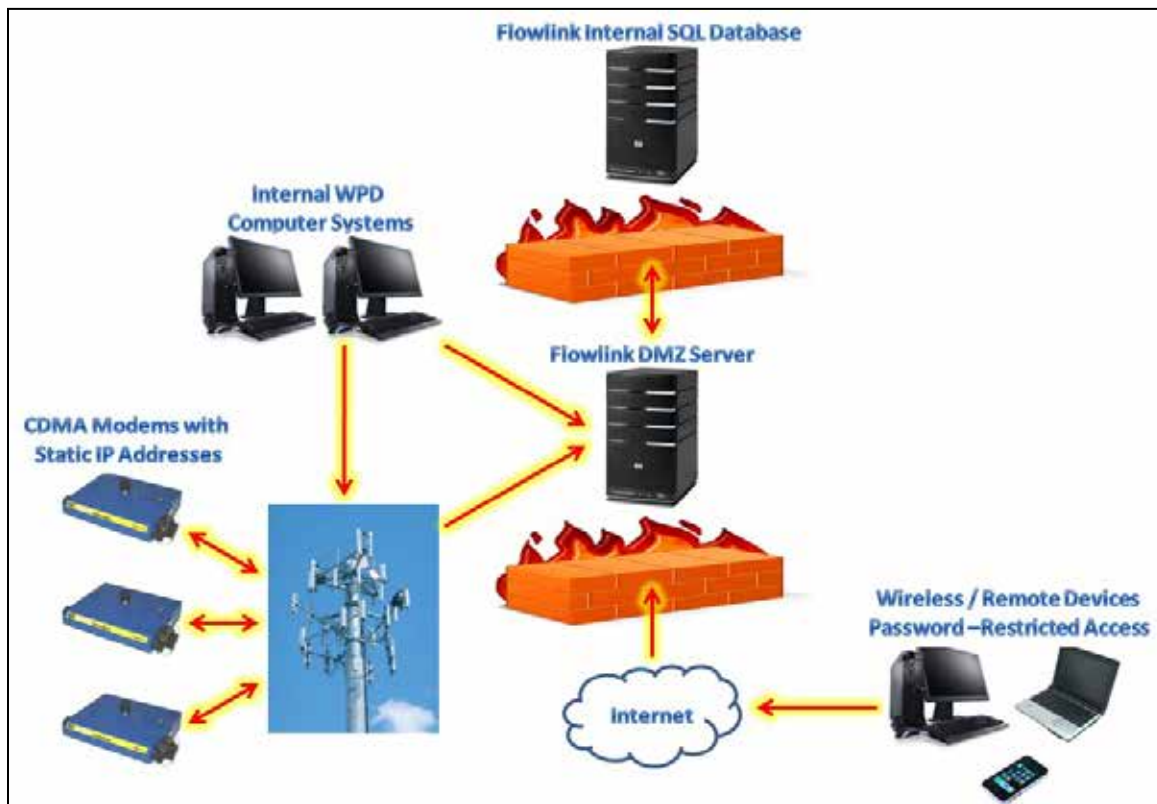 Flowlink Internal SQL Database
Internal WPD
Computer Systems
Flowlink DMZ Server
CDMA Modems with
Static IP Addresses
Wireless / Remote Devices
Password –Restricted Access
Internet